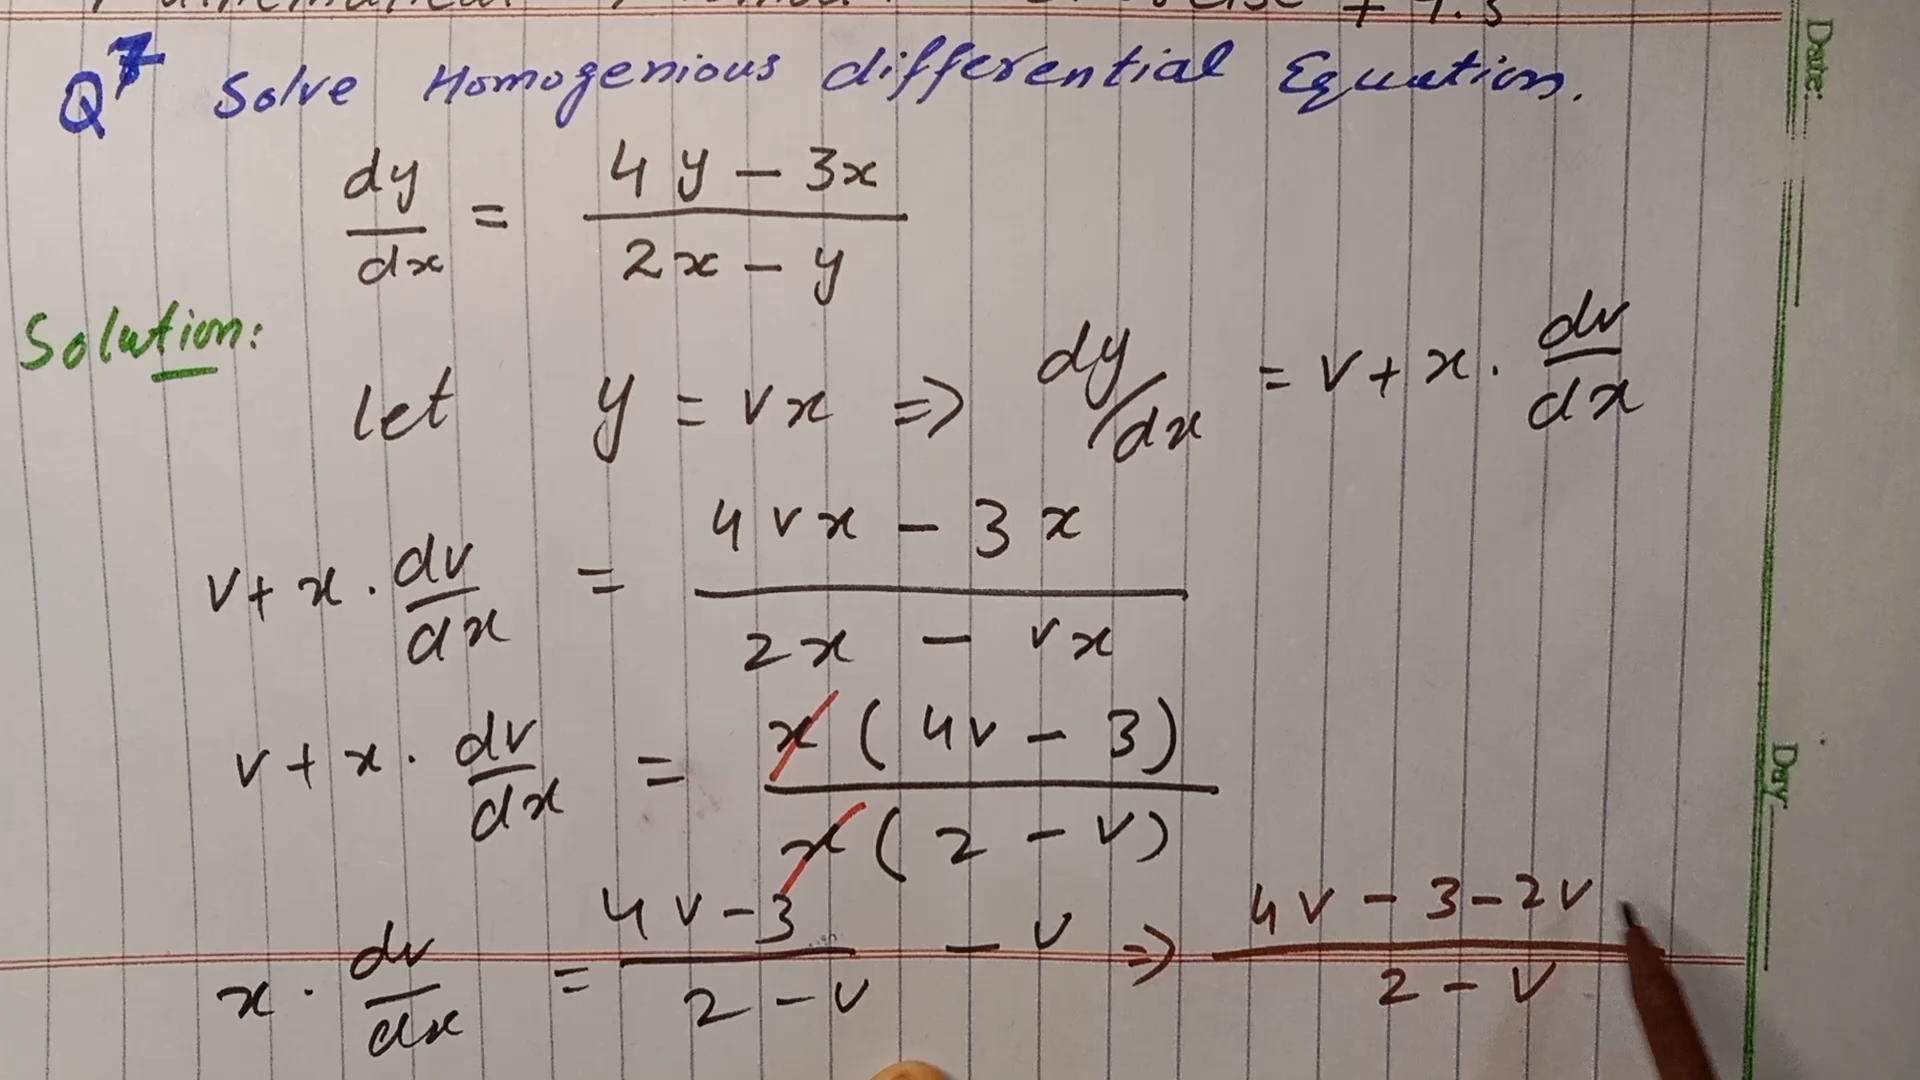 Q7 Solve Homogenious differential Equation.
dy/dx = (4y - 3x)/(2x - y)
Solution:
let y = vx => dy/dx = v + x . dv/dx
v + x . dv/dx = (4vx - 3x)/(2x - vx)
v + x . dv/dx = x(4v - 3)/x(2 - v)
x . dv/dx = (4v - 3)/(2 - v) - v => (4v - 3 - 2v)/(2 - v)
Date:
Day